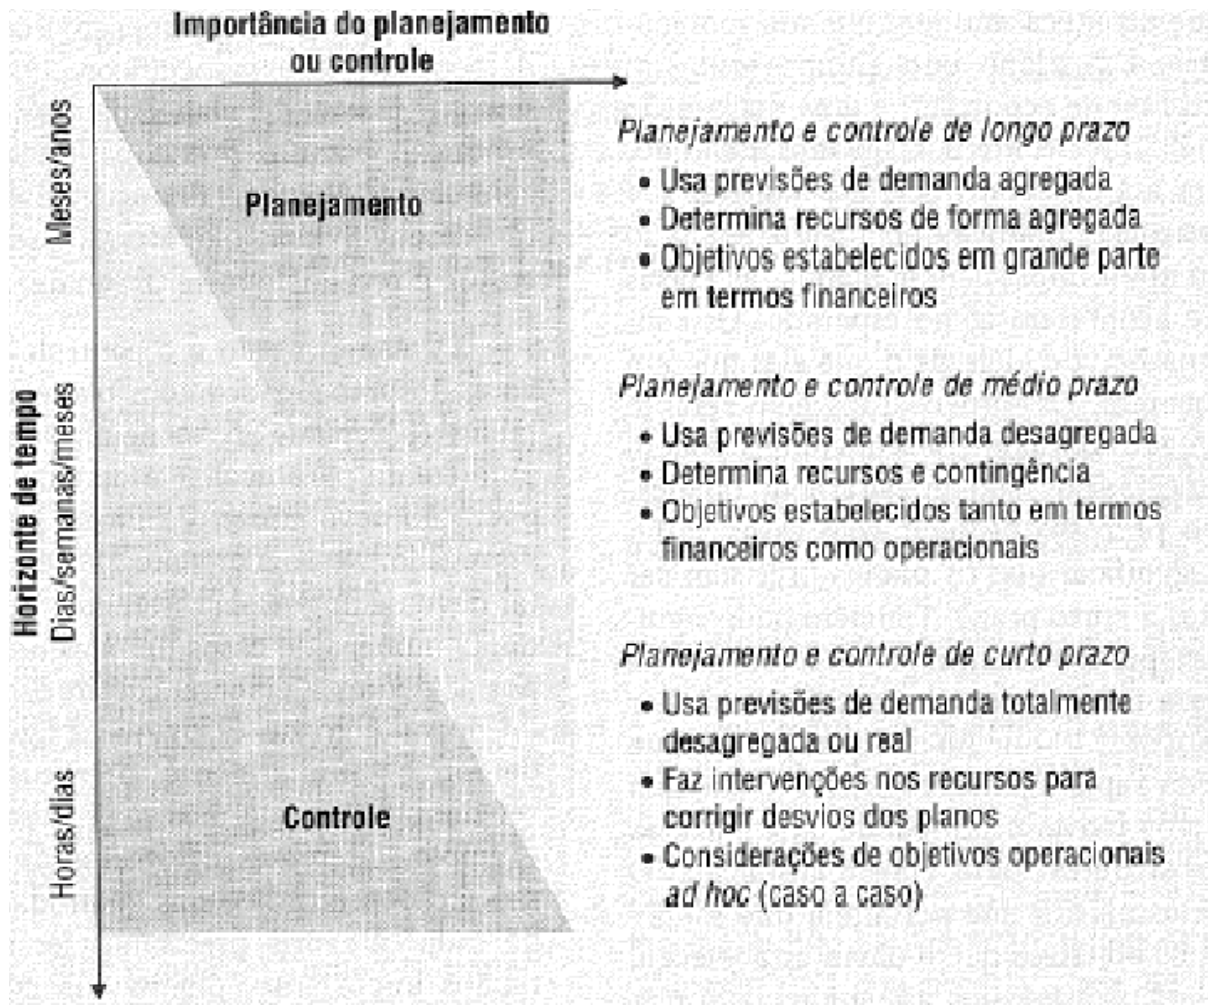 Importância do planejamento
ou controle
Meses/anos
Planejamento
Planejamento e controle de longo prazo
• Usa previsões de demanda agregada
• Determina recursos de forma agregada
• Objetivos estabelecidos em grande parte
em termos financeiros
Horizonte de tempo
Dias/semanas/meses
Planejamento e controle de médio prazo
• Usa previsões de demanda desagregada
• Determina recursos e contingência
• Objetivos estabelecidos tanto em termos
financeiros como operacionais
Horas/dias
Controle
Planejamento e controle de curto prazo
• Usa previsões de demanda totalmente
desagregada ou real
• Faz intervenções nos recursos para
corrigir desvios dos planos
• Considerações de objetivos operacionais
ad hoc (caso a caso)